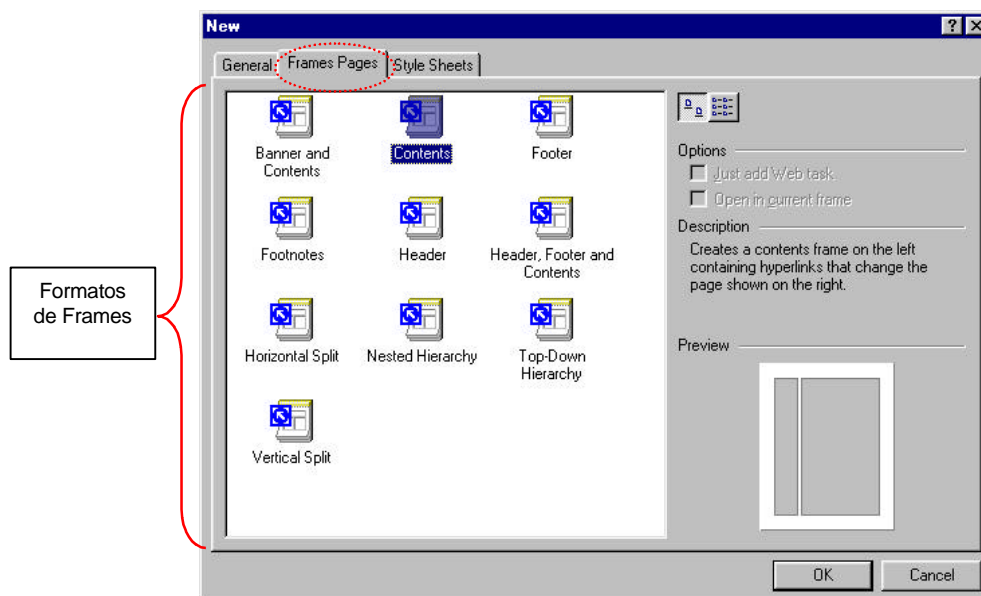 New
General
Frames Pages
Style Sheets
Banner and
Contents
Contents
Footer
Footnotes
Header
Header, Footer and
Contents
Horizontal Split
Nested Hierarchy
Top-Down
Hierarchy
Vertical Split
Options
Just add Web task
Open in current frame
Description
Creates a contents frame on the left
containing hyperlinks that change the
page shown on the right.
Preview
OK
Cancel
Formatos
de Frames